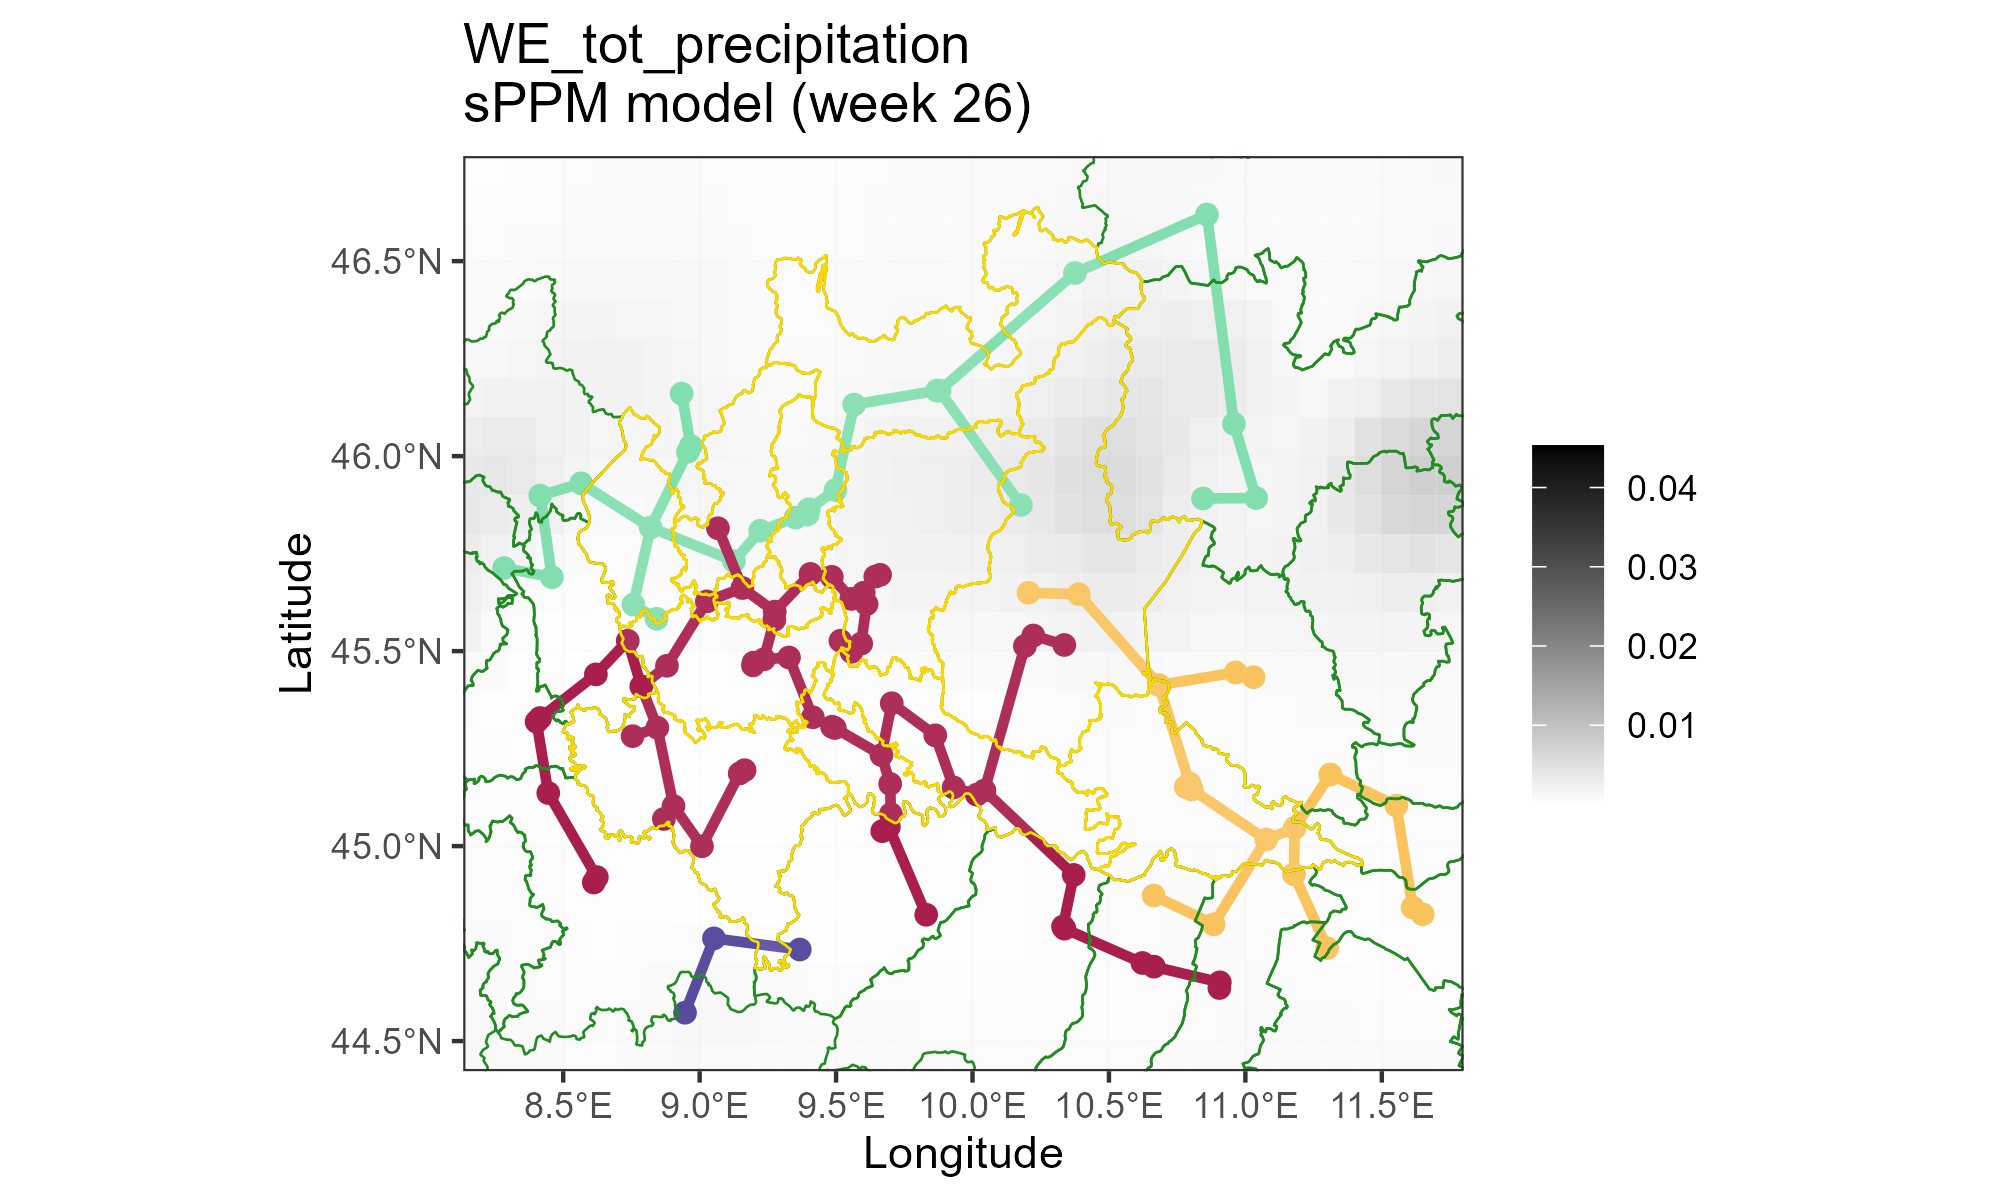 WE_tot_precipitation
sPPM model (week 26)
46.5°N
46.0°N
45.5°N
45.0°N
44.5°N
Latitude
8.5°E 9.0°E 9.5°E 10.0°E 10.5°E 11.0°E 11.5°E
Longitude
0.04
0.03
0.02
0.01